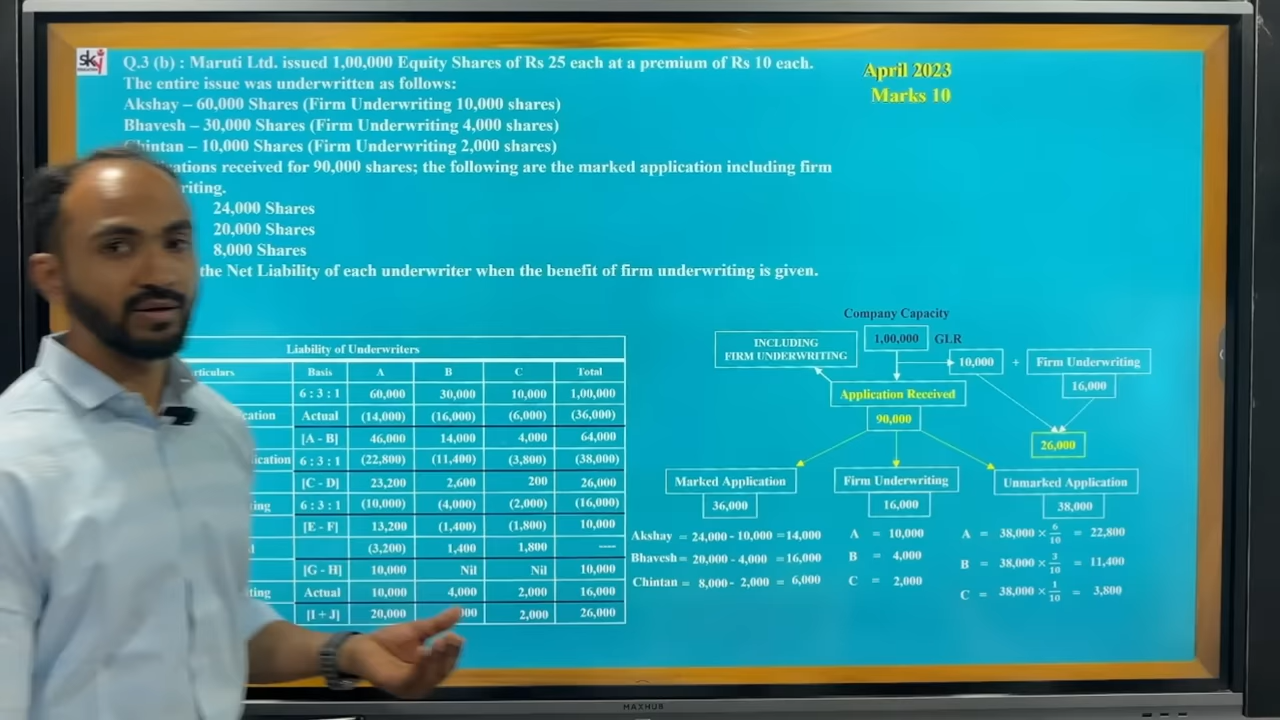 sky
Q.3 (b) : Maruti Ltd. issued 1,00,000 Equity Shares of Rs 25 each at a premium of Rs 10 each.
The entire issue was underwritten as follows:
Akshay – 60,000 Shares (Firm Underwriting 10,000 shares)
Bhavesh – 30,000 Shares (Firm Underwriting 4,000 shares)
Chintan – 10,000 Shares (Firm Underwriting 2,000 shares)
received for 90,000 shares; the following are the marked application including firm
24,000 Shares
20,000 Shares
8,000 Shares
the Net Liability of each underwriter when the benefit of firm underwriting is given.
April 2023
Marks 10
Liability of Underwriters
Basis A B C Total
6 : 3 : 1 60,000 30,000 10,000 1,00,000
Actual (14,000) (16,000) (6,000) (36,000)
[A - B] 46,000 14,000 4,000 64,000
6 : 3 : 1 (22,800) (11,400) (3,800) (38,000)
[C - D] 23,200 2,600 200 26,000
6 : 3 : 1 (10,000) (4,000) (2,000) (16,000)
[E - F] 13,200 (1,400) (1,800) 10,000
(3,200) 1,400 1,800 ----
[G - H] 10,000 Nil Nil 10,000
Actual 10,000 4,000 2,000 16,000
[I + J] 20,000 2,000 26,000
Company Capacity
1,00,000 GLR
INCLUDING
FIRM UNDERWRITING
10,000 + Firm Underwriting
16,000
Application Received
90,000
26,000
Marked Application
36,000
Firm Underwriting
16,000
Unmarked Application
38,000
Akshay = 24,000 - 10,000 = 14,000
Bhavesh = 20,000 - 4,000 = 16,000
Chintan = 8,000 - 2,000 = 6,000
A = 10,000
B = 4,000
C = 2,000
A = 38,000 × 6/10 = 22,800
B = 38,000 × 3/10 = 11,400
C = 38,000 × 1/10 = 3,800
MAXHUB